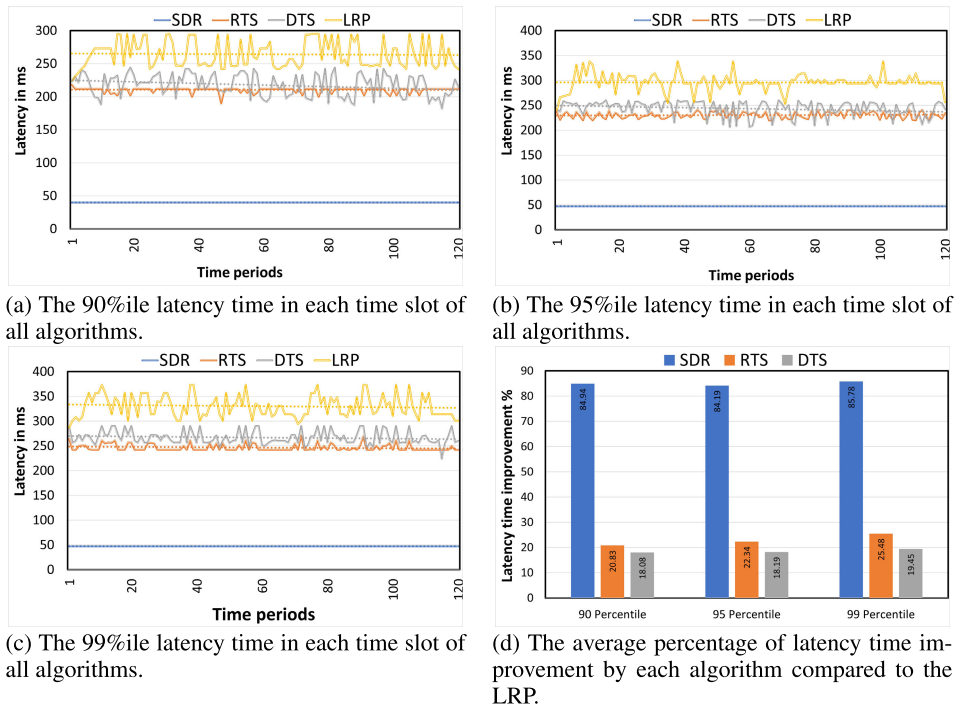 SDR RTS DTS LRP
300
250
200
150
100
50
0
Latency in ms
1 20 40 60 80 100 120
Time periods
(a) The 90%ile latency time in each time slot of
all algorithms.
SDR RTS DTS LRP
400
350
300
250
200
150
100
50
0
Latency in ms
1 20 40 60 80 100 120
Time periods
(b) The 95%ile latency time in each time slot of
all algorithms.
SDR RTS DTS LRP
400
350
300
250
200
150
100
50
0
Latency in ms
1 20 40 60 80 100 120
Time periods
(c) The 99%ile latency time in each time slot of
all algorithms.
SDR RTS DTS
90
80
70
60
50
40
30
20
10
0
Latency time improvement %
84.94 20.83 18.08 84.19 22.34 18.19 85.78 25.48 19.45
90 Percentile 95 Percentile 99 Percentile
(d) The average percentage of latency time im-
provement by each algorithm compared to the
LRP.